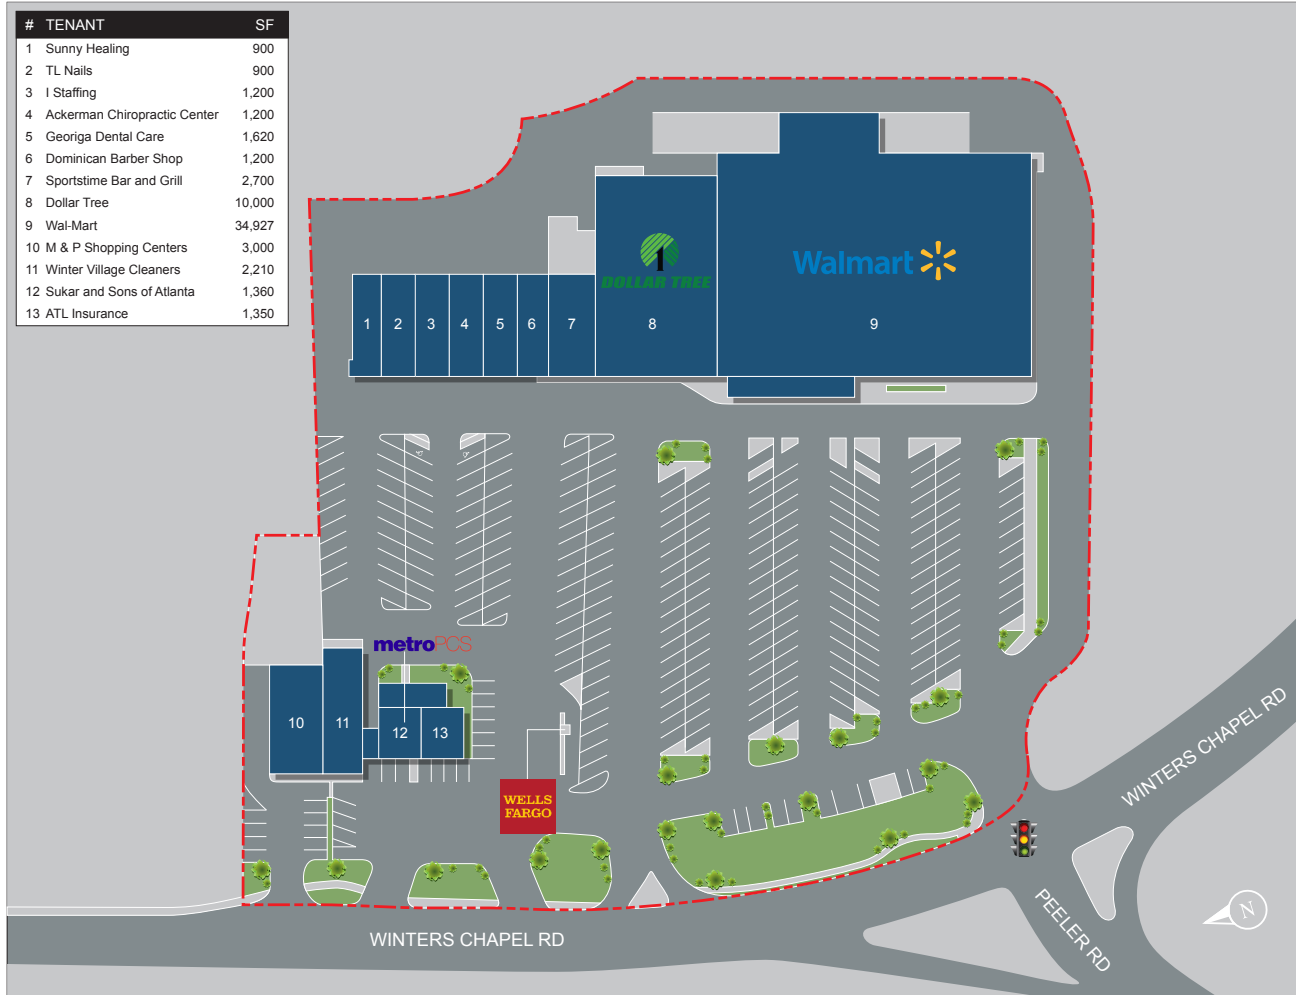 # TENANT SF
1 Sunny Healing 900
2 TL Nails 900
3 I Staffing 1,200
4 Ackerman Chiropractic Center 1,200
5 Georiga Dental Care 1,620
6 Dominican Barber Shop 1,200
7 Sportstime Bar and Grill 2,700
8 Dollar Tree 10,000
9 Wal-Mart 34,927
10 M & P Shopping Centers 3,000
11 Winter Village Cleaners 2,210
12 Sukar and Sons of Atlanta 1,360
13 ATL Insurance 1,350
1
DOLLAR TREE
Walmart
1 2 3 4 5 6 7 8 9
metroPCS
10 11 12 13
WELLS
FARGO
WINTERS CHAPEL RD
PEELER RD
WINTERS CHAPEL RD
N